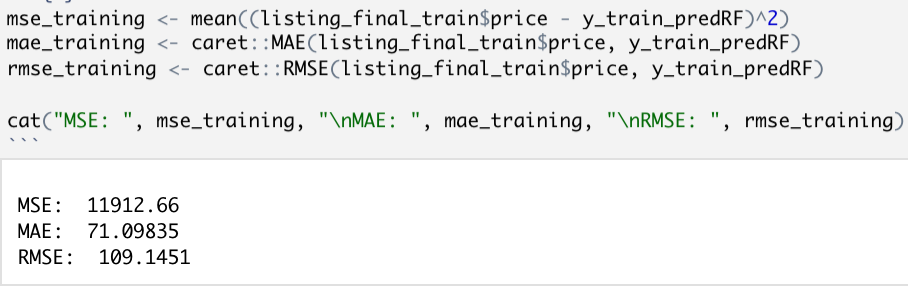 mse_training <- mean((listing_final_train$price - y_train_predRF)^2)
mae_training <- caret::MAE(listing_final_train$price, y_train_predRF)
rmse_training <- caret::RMSE(listing_final_train$price, y_train_predRF)
cat("MSE: ", mse_training, "\nMAE: ", mae_training, "\nRMSE: ", rmse_training)
```
MSE:  11912.66
MAE:  71.09835
RMSE:  109.1451